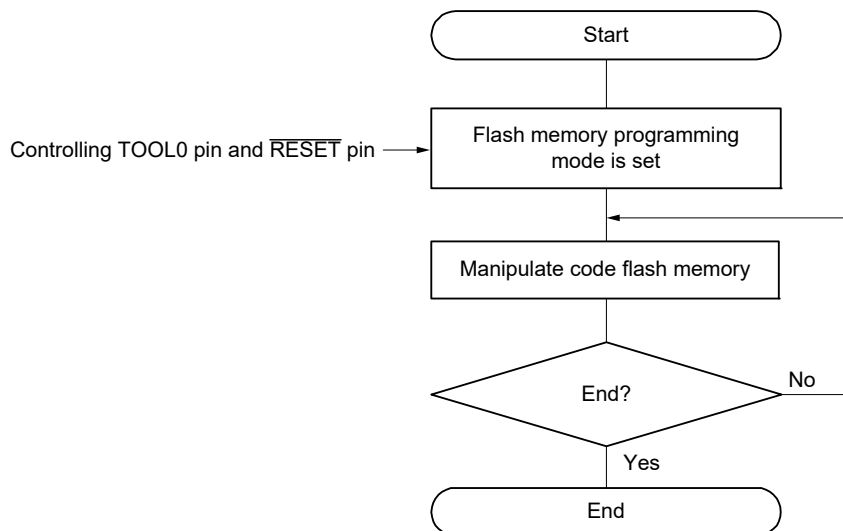 Start
Controlling TOOL0 pin and RESET pin
Flash memory programming
mode is set
Manipulate code flash memory
End?
No
Yes
End